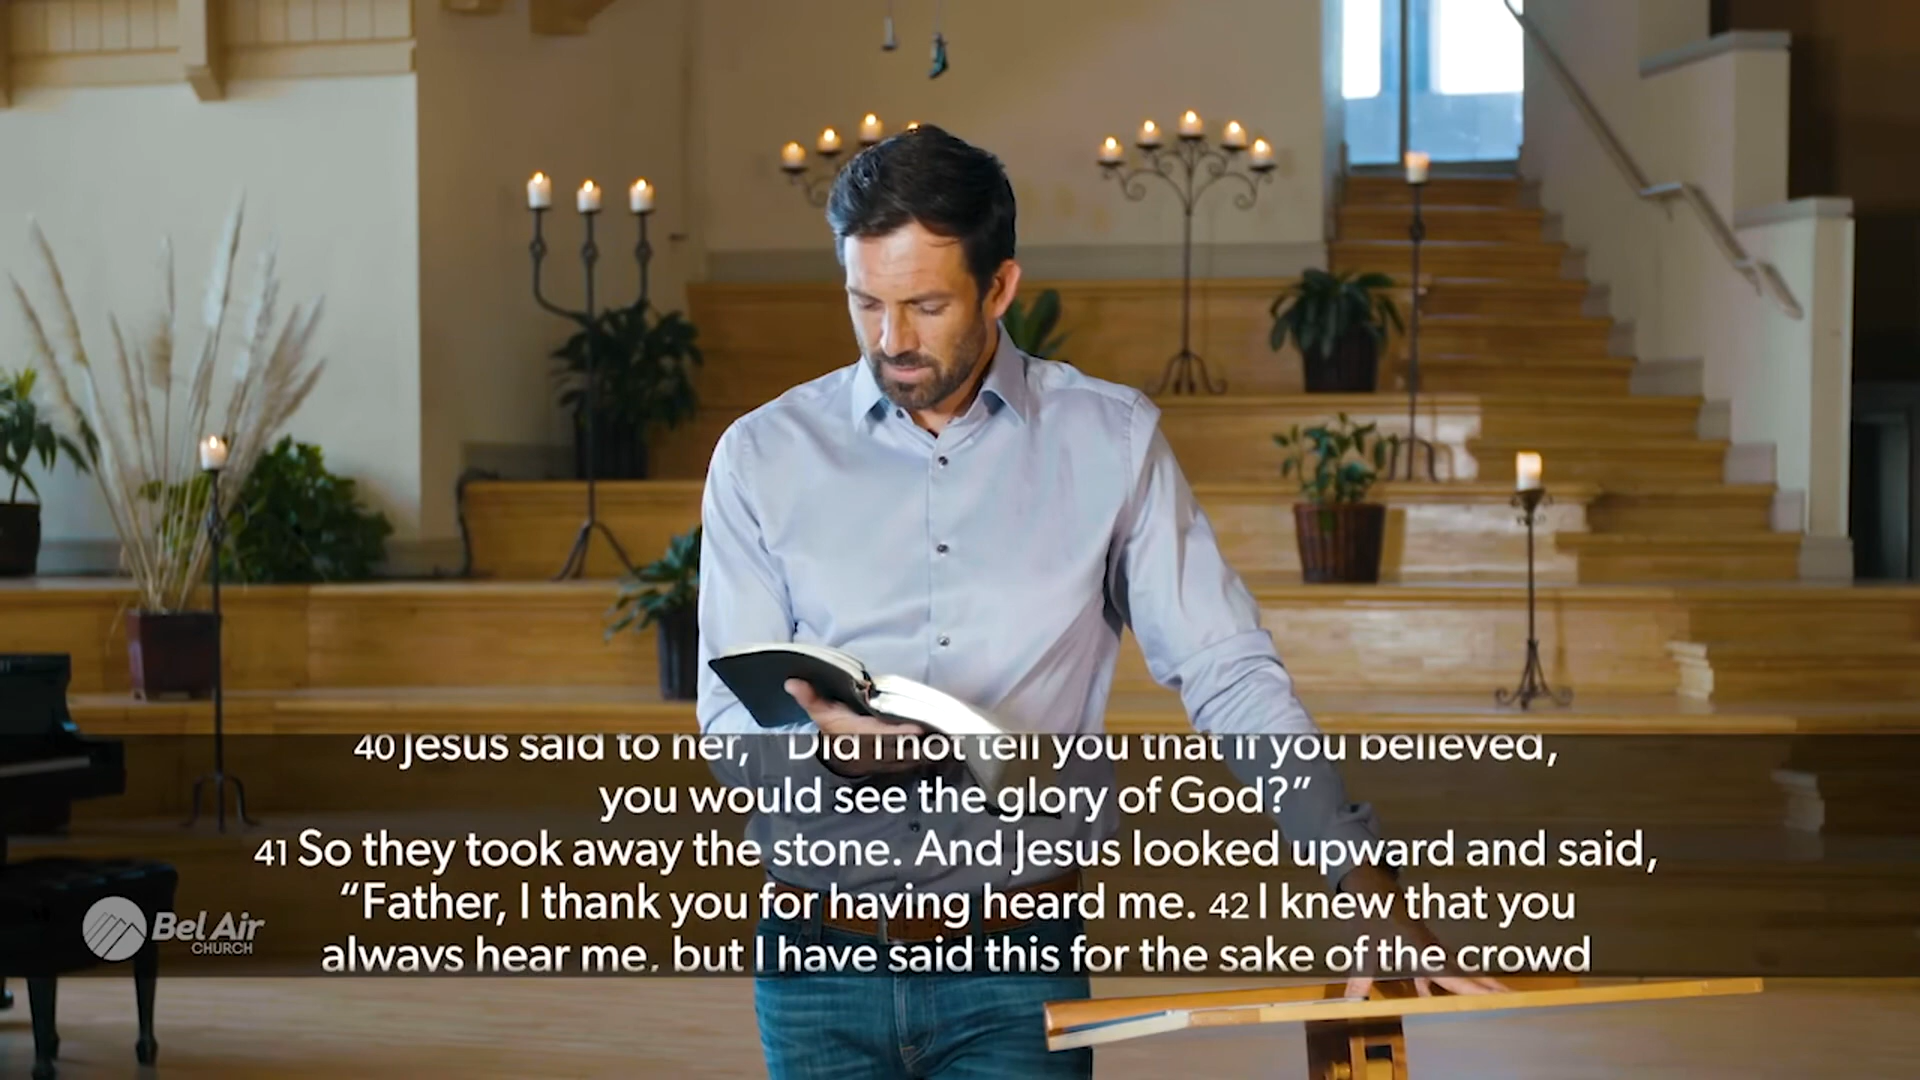 40 Jesus said to her, “Did I not tell you that if you believed,
you would see the glory of God?”
41 So they took away the stone. And Jesus looked upward and said,
“Father, I thank you for having heard me. 42 I knew that you
always hear me, but I have said this for the sake of the crowd
Bel Air
CHURCH